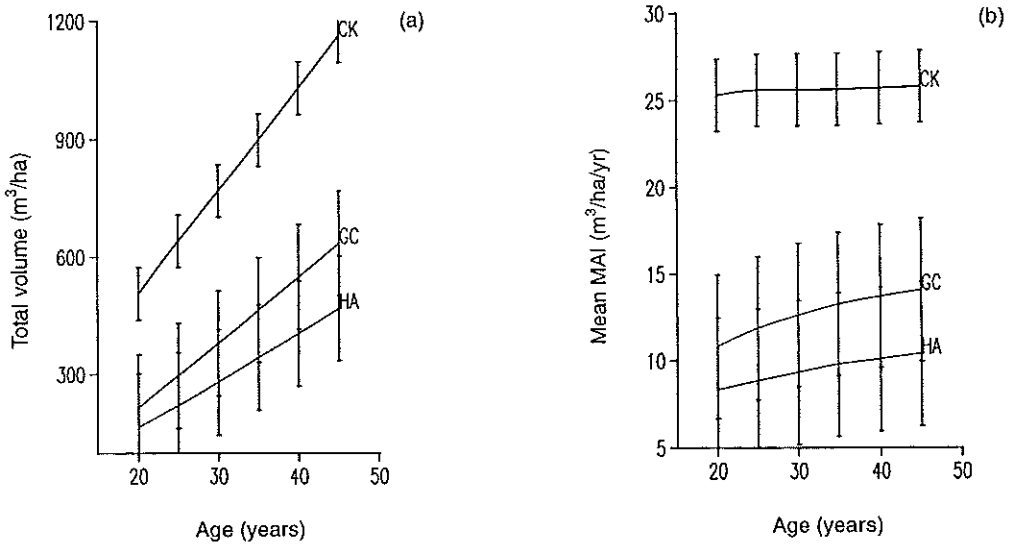 (a)
Total volume (m³/ha)
1200
900
600
300
CK
GC
HA
20 30 40 50
Age (years)
(b)
Mean MAI (m³/ha/yr)
30
25
20
15
10
5
CK
GC
HA
20 30 40 50
Age (years)